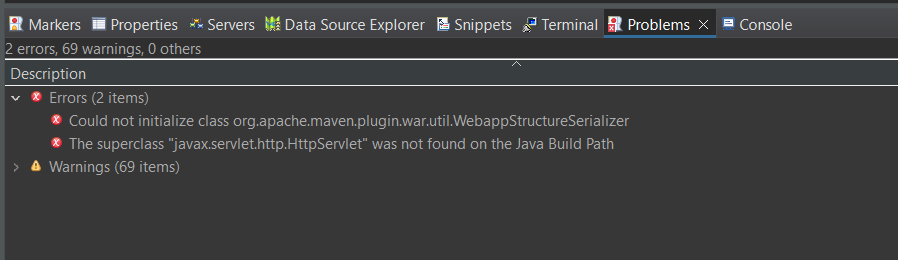 Markers Properties Servers Data Source Explorer Snippets Terminal Problems Console
2 errors, 69 warnings, 0 others
Description
Errors (2 items)
Could not initialize class org.apache.maven.plugin.war.util.WebappStructureSerializer
The superclass "javax.servlet.http.HttpServlet" was not found on the Java Build Path
Warnings (69 items)